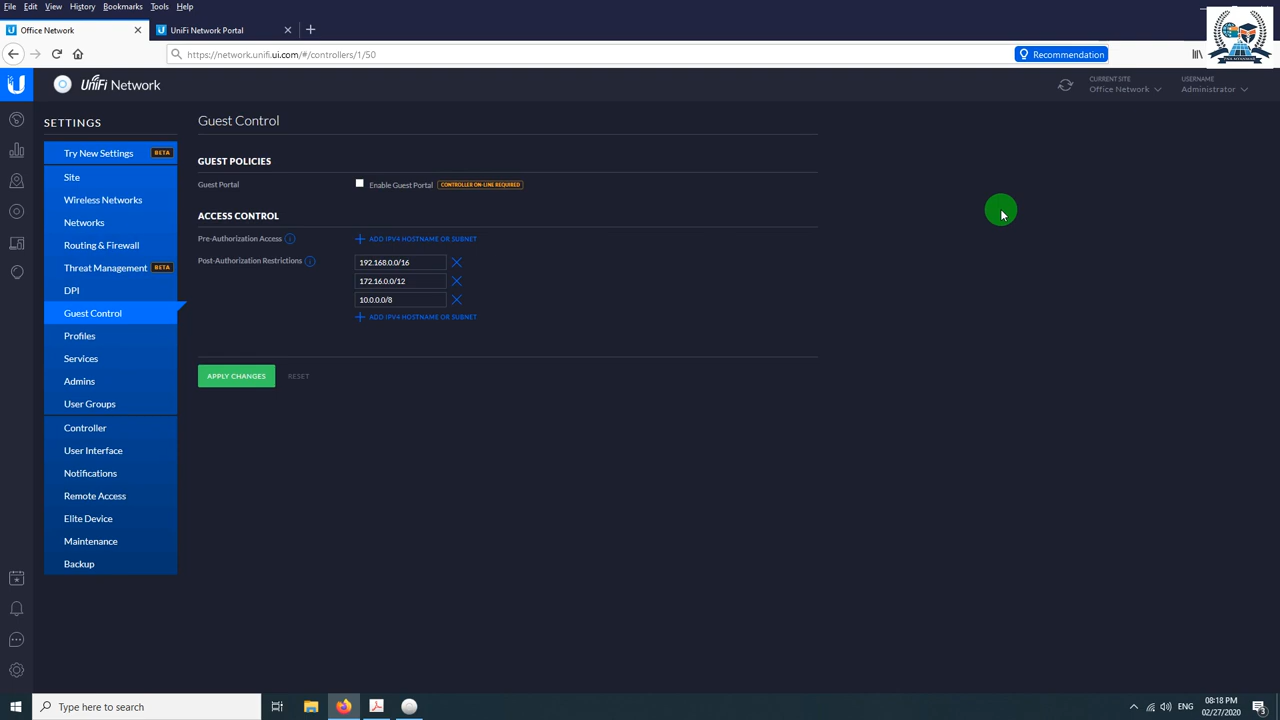 File Edit View History Bookmarks Tools Help
Office Network
UniFi Network Portal
https://network.unifi.ui.com/#/controllers/1/50
Recommendation
UniFi Network
CURRENT SITE
Office Network
USERNAME
Administrator
SETTINGS
Try New Settings BETA
Site
Wireless Networks
Networks
Routing & Firewall
Threat Management BETA
DPI
Guest Control
Profiles
Services
Admins
User Groups
Controller
User Interface
Notifications
Remote Access
Elite Device
Maintenance
Backup
Guest Control
GUEST POLICIES
Guest Portal Enable Guest Portal CONTROLLER ON-LINE REQUIRED
ACCESS CONTROL
Pre-Authorization Access ADD IPV4 HOSTNAME OR SUBNET
Post-Authorization Restrictions 192.168.0.0/16
172.16.0.0/12
10.0.0.0/8
ADD IPV4 HOSTNAME OR SUBNET
APPLY CHANGES RESET
Type here to search
ENG
08:18 PM
02/27/2020
3